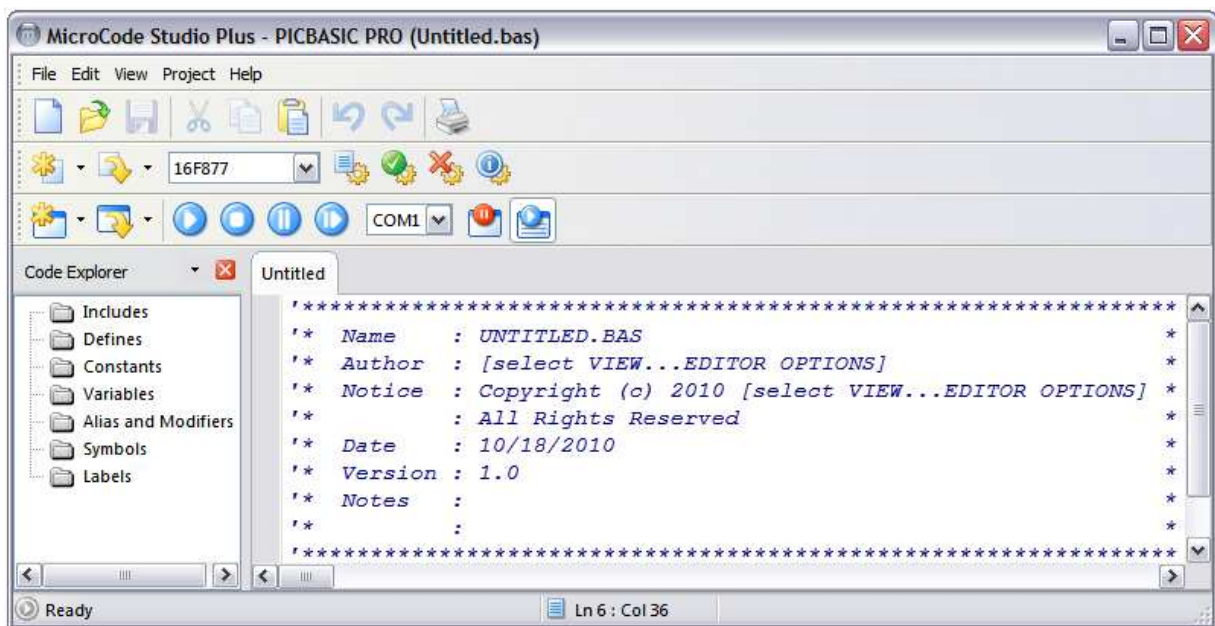 MicroCode Studio Plus - PICBASIC PRO (Untitled.bas)
File Edit View Project Help
16F877
COM1
Code Explorer
Untitled
Includes
Defines
Constants
Variables
Alias and Modifiers
Symbols
Labels
'****************************************************************
'* Name : UNTITLED.BAS *
'* Author : [select VIEW...EDITOR OPTIONS] *
'* Notice : Copyright (c) 2010 [select VIEW...EDITOR OPTIONS] *
'* : All Rights Reserved *
'* Date : 10/18/2010 *
'* Version : 1.0 *
'* Notes : *
'* : *
'****************************************************************
Ready
Ln 6 : Col 36